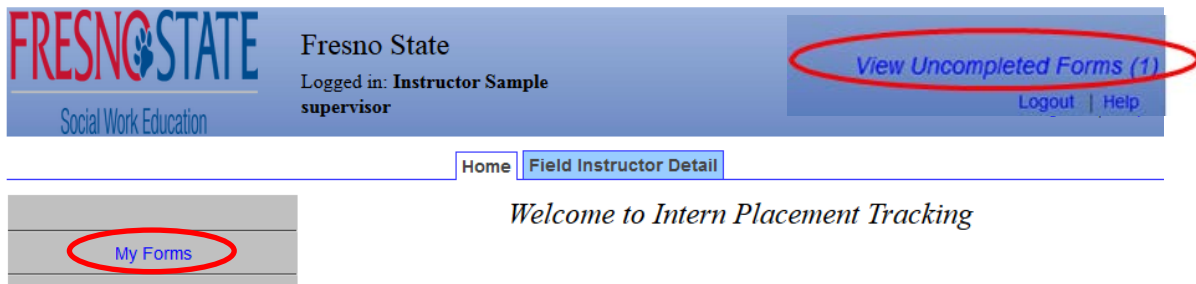 FRESNO STATE
Social Work Education
Fresno State
Logged in: Instructor Sample
supervisor
View Uncompleted Forms (1)
Logout | Help
Home Field Instructor Detail
Welcome to Intern Placement Tracking
My Forms